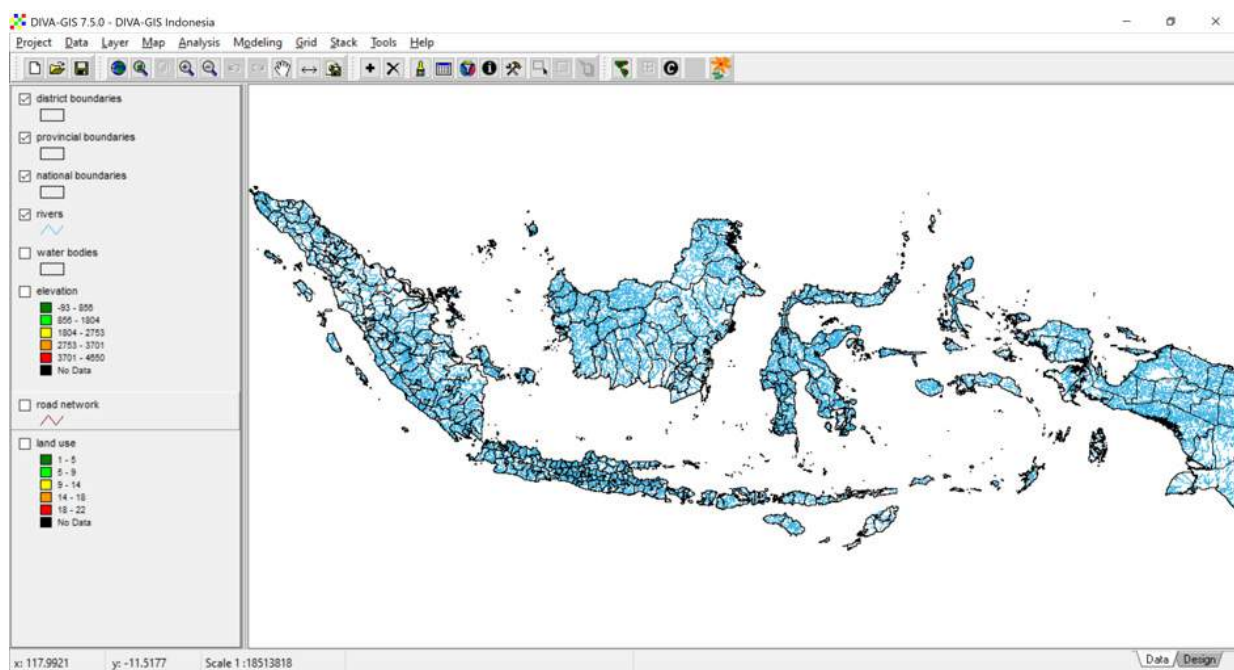 DIVA-GIS 7.5.0 - DIVA-GIS Indonesia
Project Data Layer Map Analysis Modeling Grid Stack Tools Help
district boundaries
provincial boundaries
national boundaries
rivers
water bodies
elevation
-93 - 856
856 - 1804
1804 - 2753
2753 - 3701
3701 - 4650
No Data
road network
land use
1 - 5
5 - 9
9 - 14
14 - 18
18 - 22
No Data
x: 117.9921 y: -11.5177 Scale 1 :18513818
Data Design